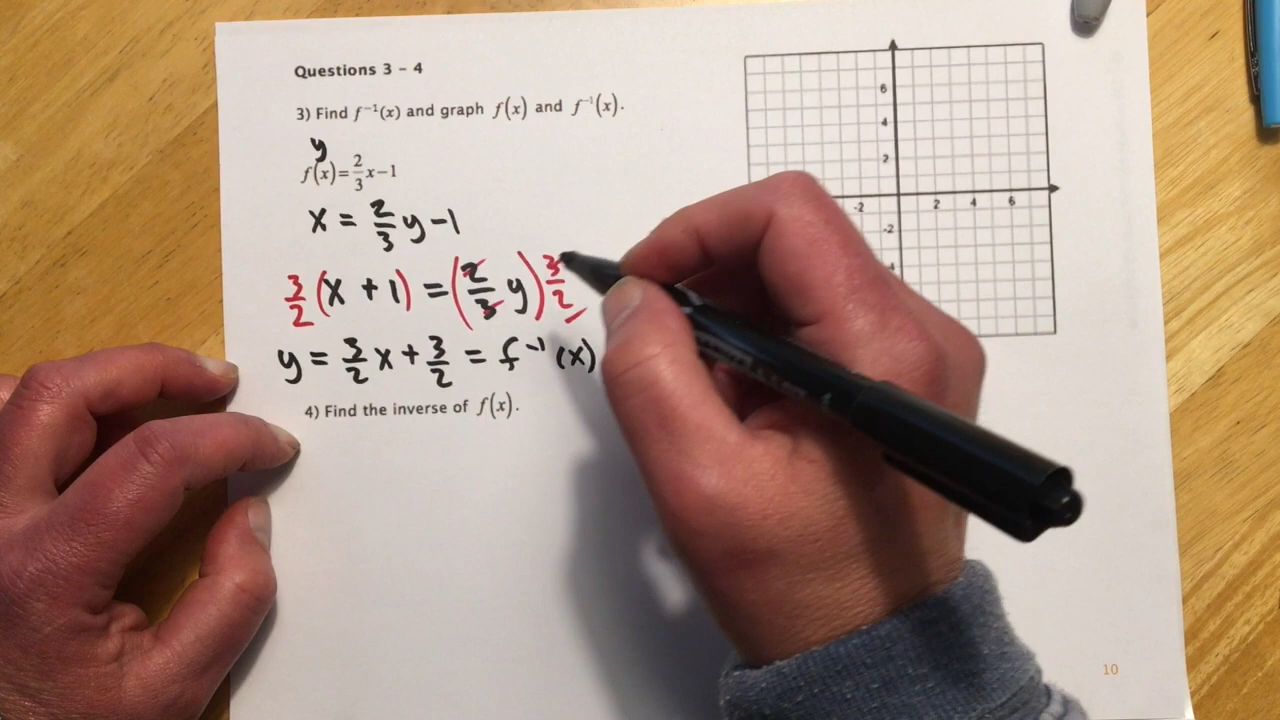 Questions 3 - 4
3) Find f⁻¹(x) and graph f(x) and f⁻¹(x).
y
f(x)=2/3x-1
x = 2/3 y - 1
3/2 (x + 1) = (2/3 y) 3/2
y = 3/2 x + 3/2 = f⁻¹(x)
4) Find the inverse of f(x).
6
4
2
-2 2 4 6
-2
10